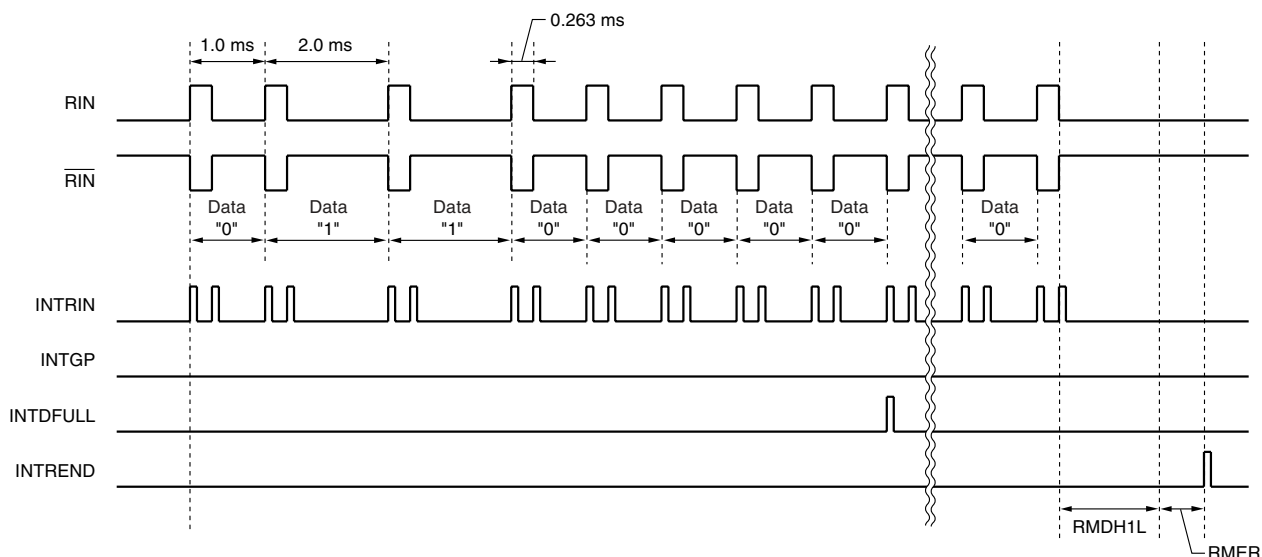 0.263 ms
1.0 ms
2.0 ms
RIN
RIN
Data
"0"
Data
"1"
Data
"1"
Data
"0"
Data
"0"
Data
"0"
Data
"0"
Data
"0"
Data
"0"
INTRIN
INTGP
INTDFULL
INTREND
RMDH1L
RMER